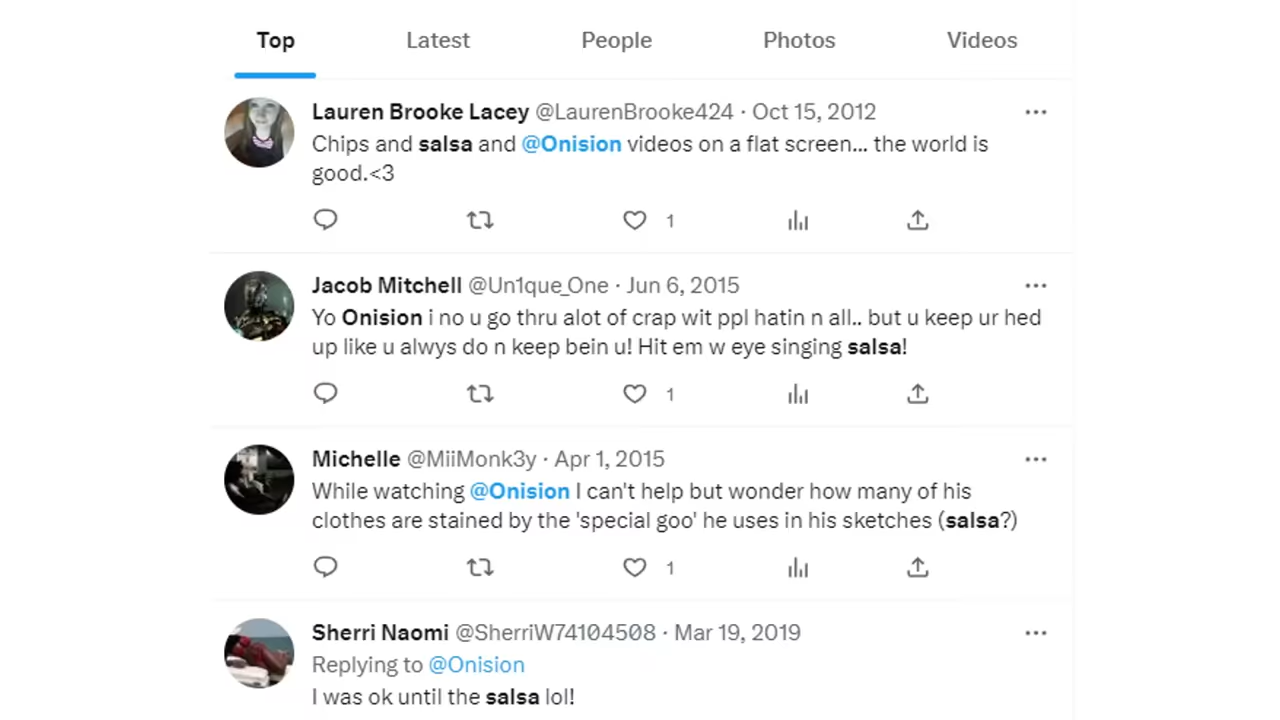 Top Latest People Photos Videos
Lauren Brooke Lacey @LaurenBrooke424 · Oct 15, 2012
Chips and salsa and @Onision videos on a flat screen... the world is
good.<3
1
Jacob Mitchell @Un1que_One · Jun 6, 2015
Yo Onision i no u go thru alot of crap wit ppl hatin n all.. but u keep ur hed
up like u alwys do n keep bein u! Hit em w eye singing salsa!
1
Michelle @MiiMonk3y · Apr 1, 2015
While watching @Onision I can't help but wonder how many of his
clothes are stained by the 'special goo' he uses in his sketches (salsa?)
1
Sherri Naomi @SherriW74104508 · Mar 19, 2019
Replying to @Onision
I was ok until the salsa lol!